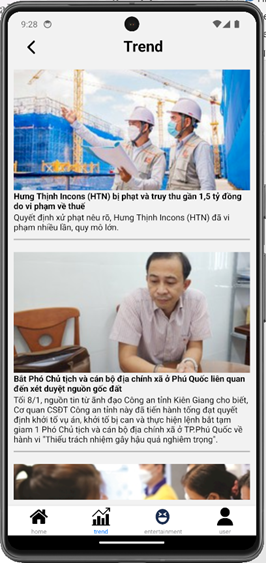 9:28
Trend
Hưng Thịnh Incons (HTN) bị phạt và truy thu gần 1,5 tỷ đồng
do vi phạm về thuế
Quyết định xử phạt nêu rõ, Hưng Thịnh Incons (HTN) đã vi
phạm nhiều lần, quy mô lớn.
Bắt Phó Chủ tịch và cán bộ địa chính xã ở Phú Quốc liên quan
đến xét duyệt nguồn gốc đất
Tối 8/1, nguồn tin từ lãnh đạo Công an tỉnh Kiên Giang cho biết,
Cơ quan CSĐT Công an tỉnh này đã tiến hành tống đạt quyết
định khởi tố vụ án, khởi tố bị can và thực hiện lệnh bắt tạm
giam 1 Phó Chủ tịch và cán bộ địa chính xã ở TP.Phú Quốc về
hành vi "Thiếu trách nhiệm gây hậu quả nghiêm trọng".
home trend entertainment user